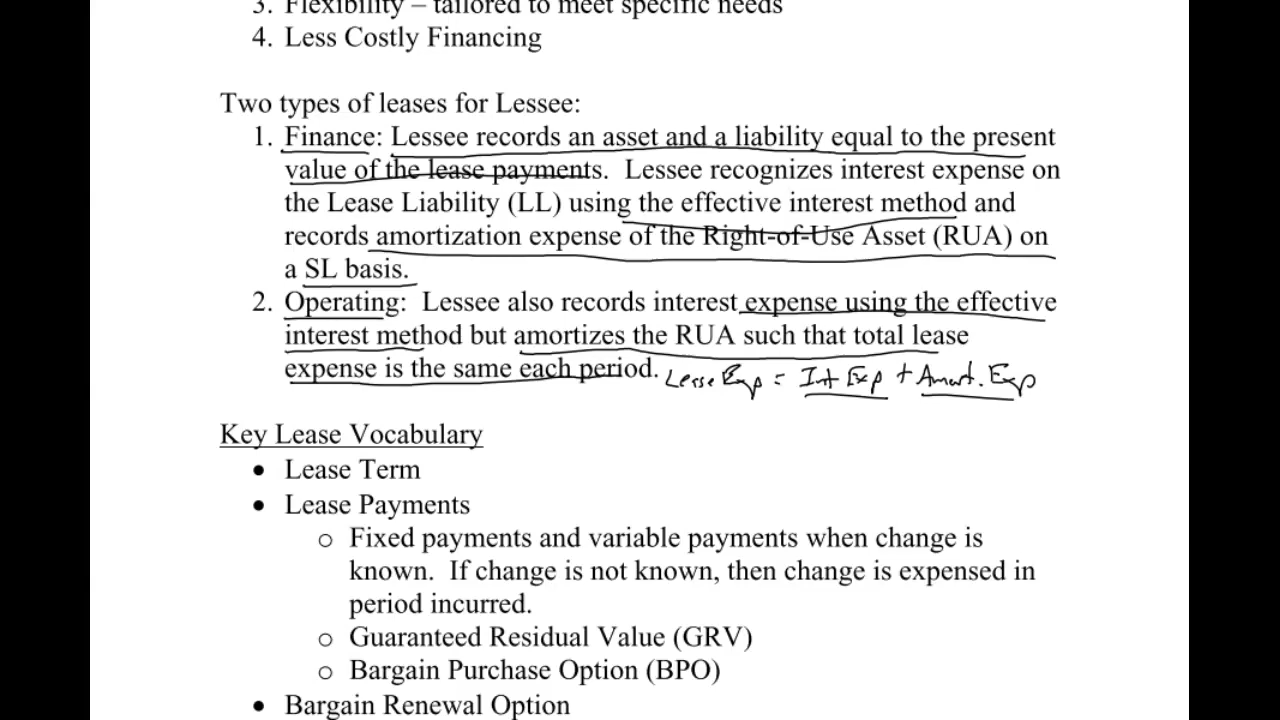 3. Flexibility – tailored to meet specific needs
4. Less Costly Financing
Two types of leases for Lessee:
1. Finance: Lessee records an asset and a liability equal to the present
value of the lease payments. Lessee recognizes interest expense on
the Lease Liability (LL) using the effective interest method and
records amortization expense of the Right-of-Use Asset (RUA) on
a SL basis.
2. Operating: Lessee also records interest expense using the effective
interest method but amortizes the RUA such that total lease
expense is the same each period. Lease Exp = Int Exp + Amort. Exp
Key Lease Vocabulary
• Lease Term
• Lease Payments
o Fixed payments and variable payments when change is
known. If change is not known, then change is expensed in
period incurred.
o Guaranteed Residual Value (GRV)
o Bargain Purchase Option (BPO)
• Bargain Renewal Option